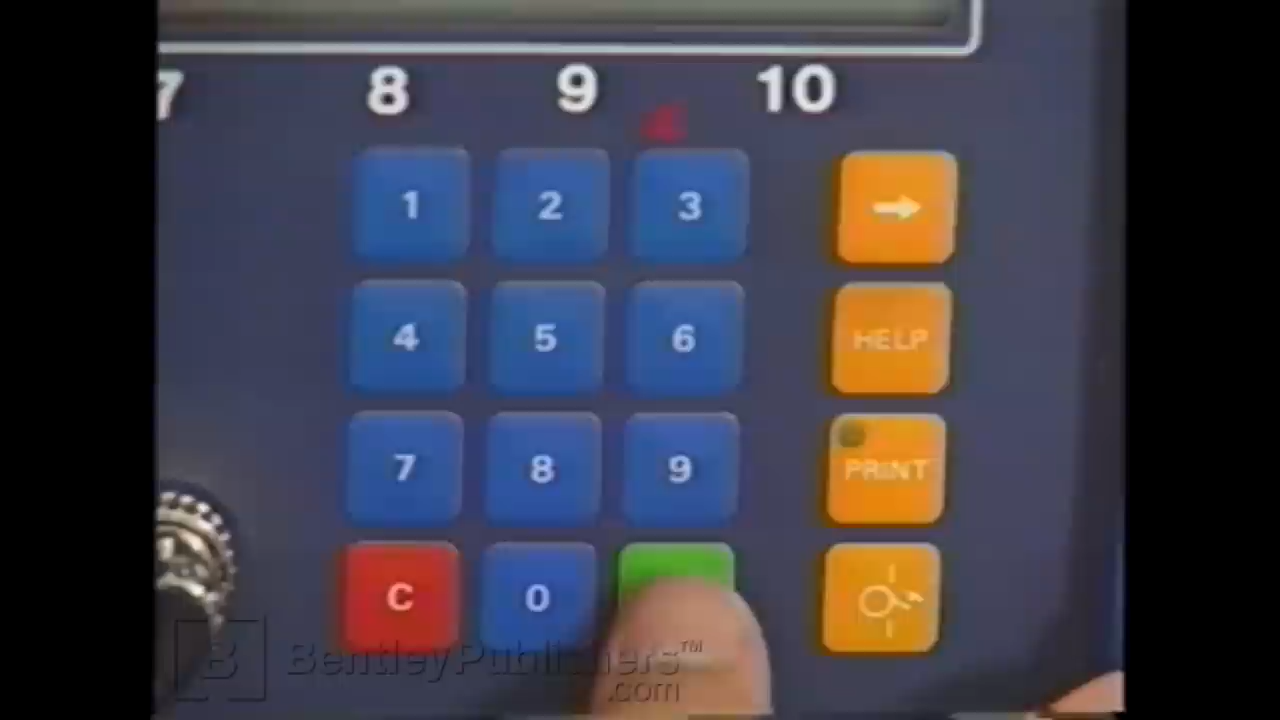 7 8 9 10
1 2 3
4 5 6 HELP
7 8 9 PRINT
C 0
B BentleyPublishers™
.com